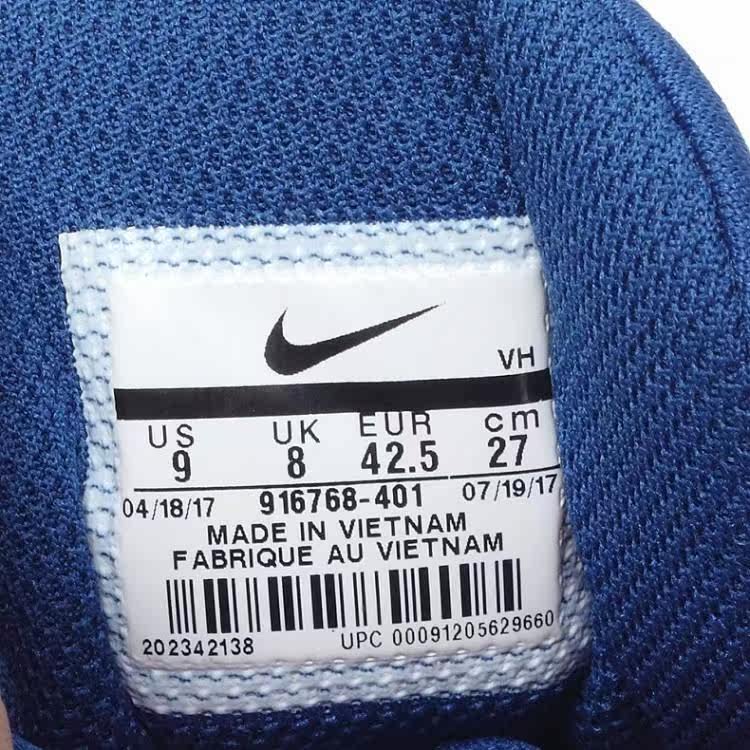 VH
US UK EUR cm
9 8 42.5 27
04/18/17 916768-401 07/19/17
MADE IN VIETNAM
FABRIQUE AU VIETNAM
202342138 UPC 00091205629660